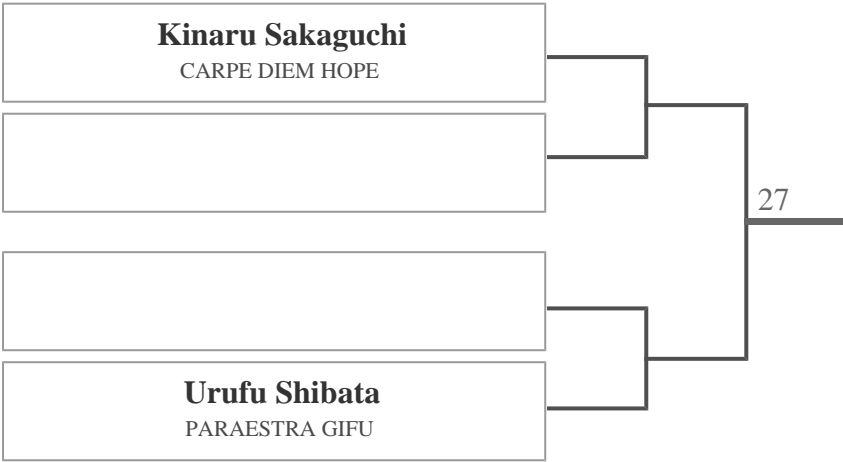 Kinaru Sakaguchi
CARPE DIEM HOPE
27
Urufu Shibata
PARAESTRA GIFU